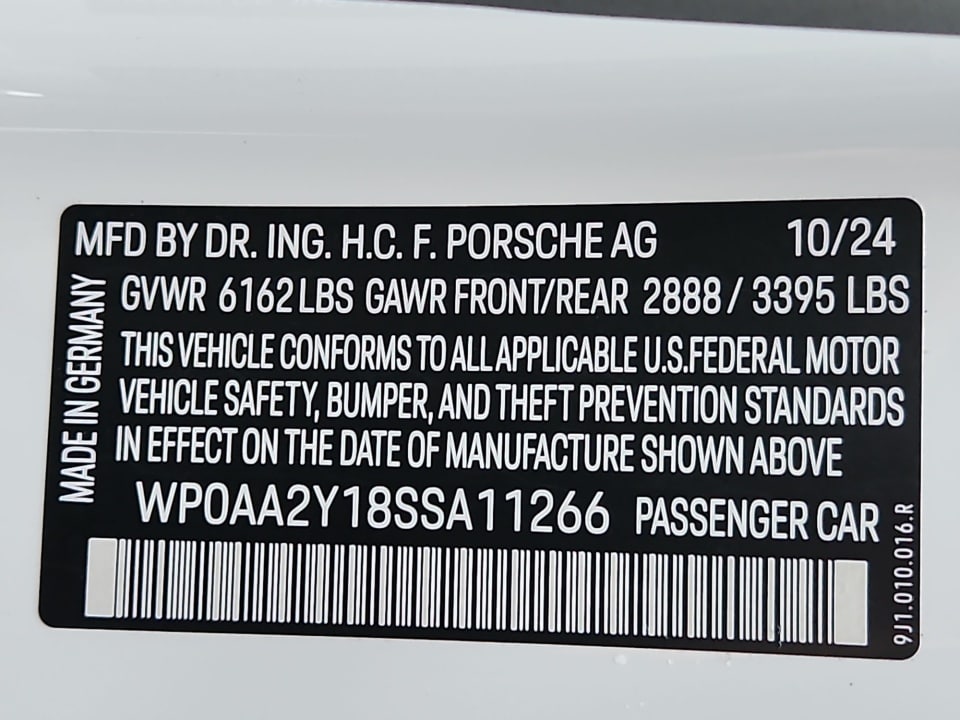 MFD BY DR. ING. H.C. F. PORSCHE AG 10/24
GVWR 6162 LBS GAWR FRONT/REAR 2888 / 3395 LBS
THIS VEHICLE CONFORMS TO ALL APPLICABLE U.S.FEDERAL MOTOR
VEHICLE SAFETY, BUMPER, AND THEFT PREVENTION STANDARDS
IN EFFECT ON THE DATE OF MANUFACTURE SHOWN ABOVE
WP0AA2Y18SSA11266 PASSENGER CAR
MADE IN GERMANY
9J1.010.016.R